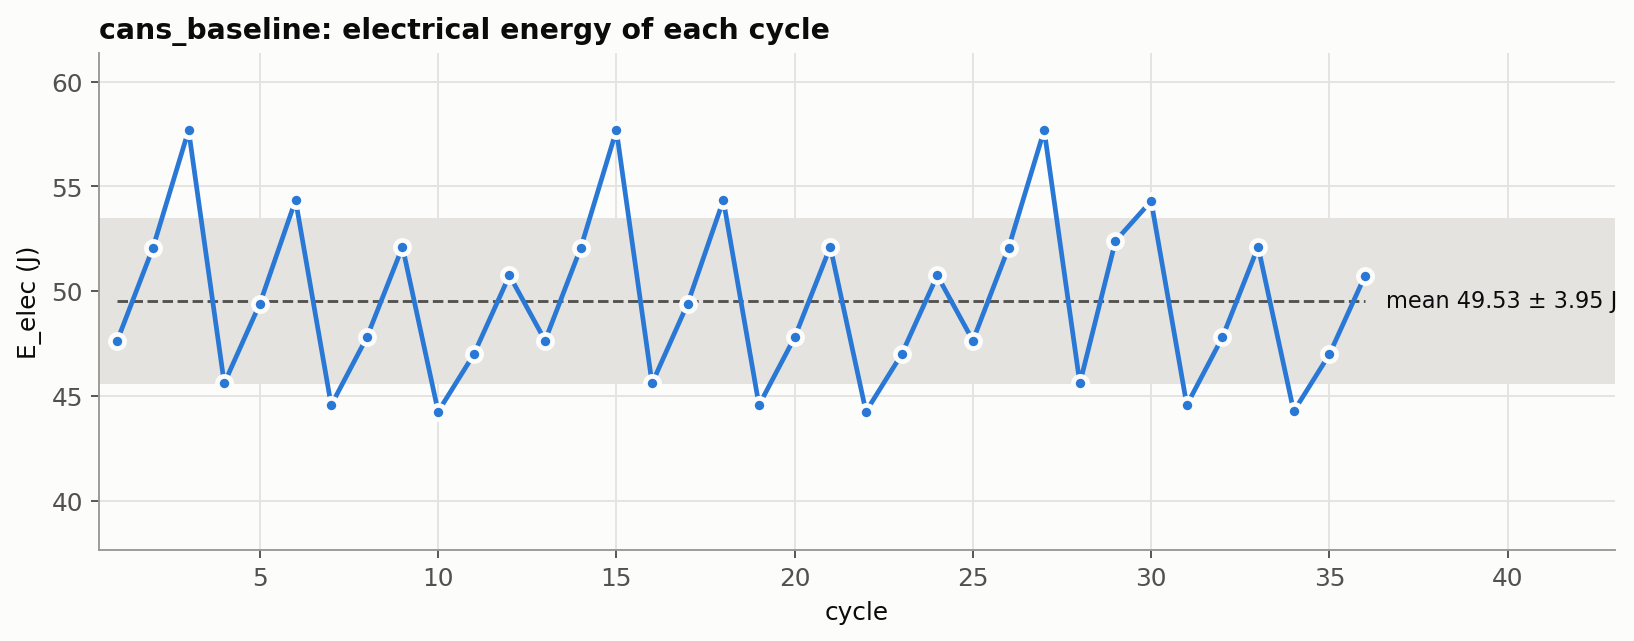 cans_baseline: electrical energy of each cycle
60
55
50
45
40
E_elec (J)
mean 49.53 ± 3.95 J
5 10 15 20 25 30 35 40
cycle